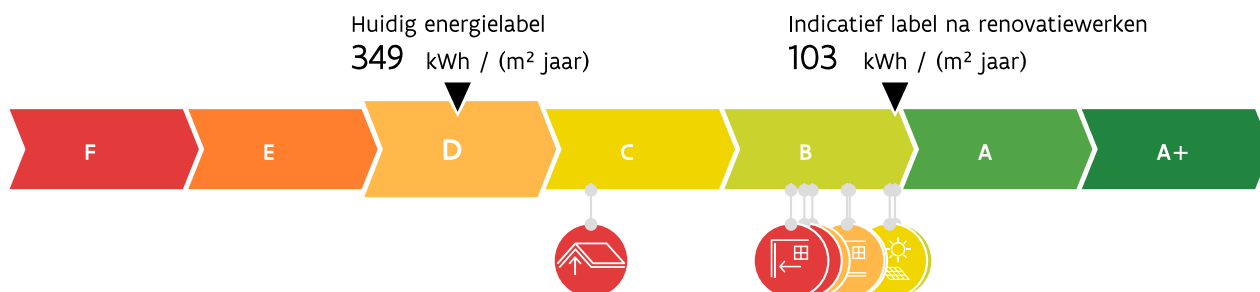 Huidig energielabel
349 kWh / (m² jaar)
Indicatief label na renovatiewerken
103 kWh / (m² jaar)
F E D C B A A+